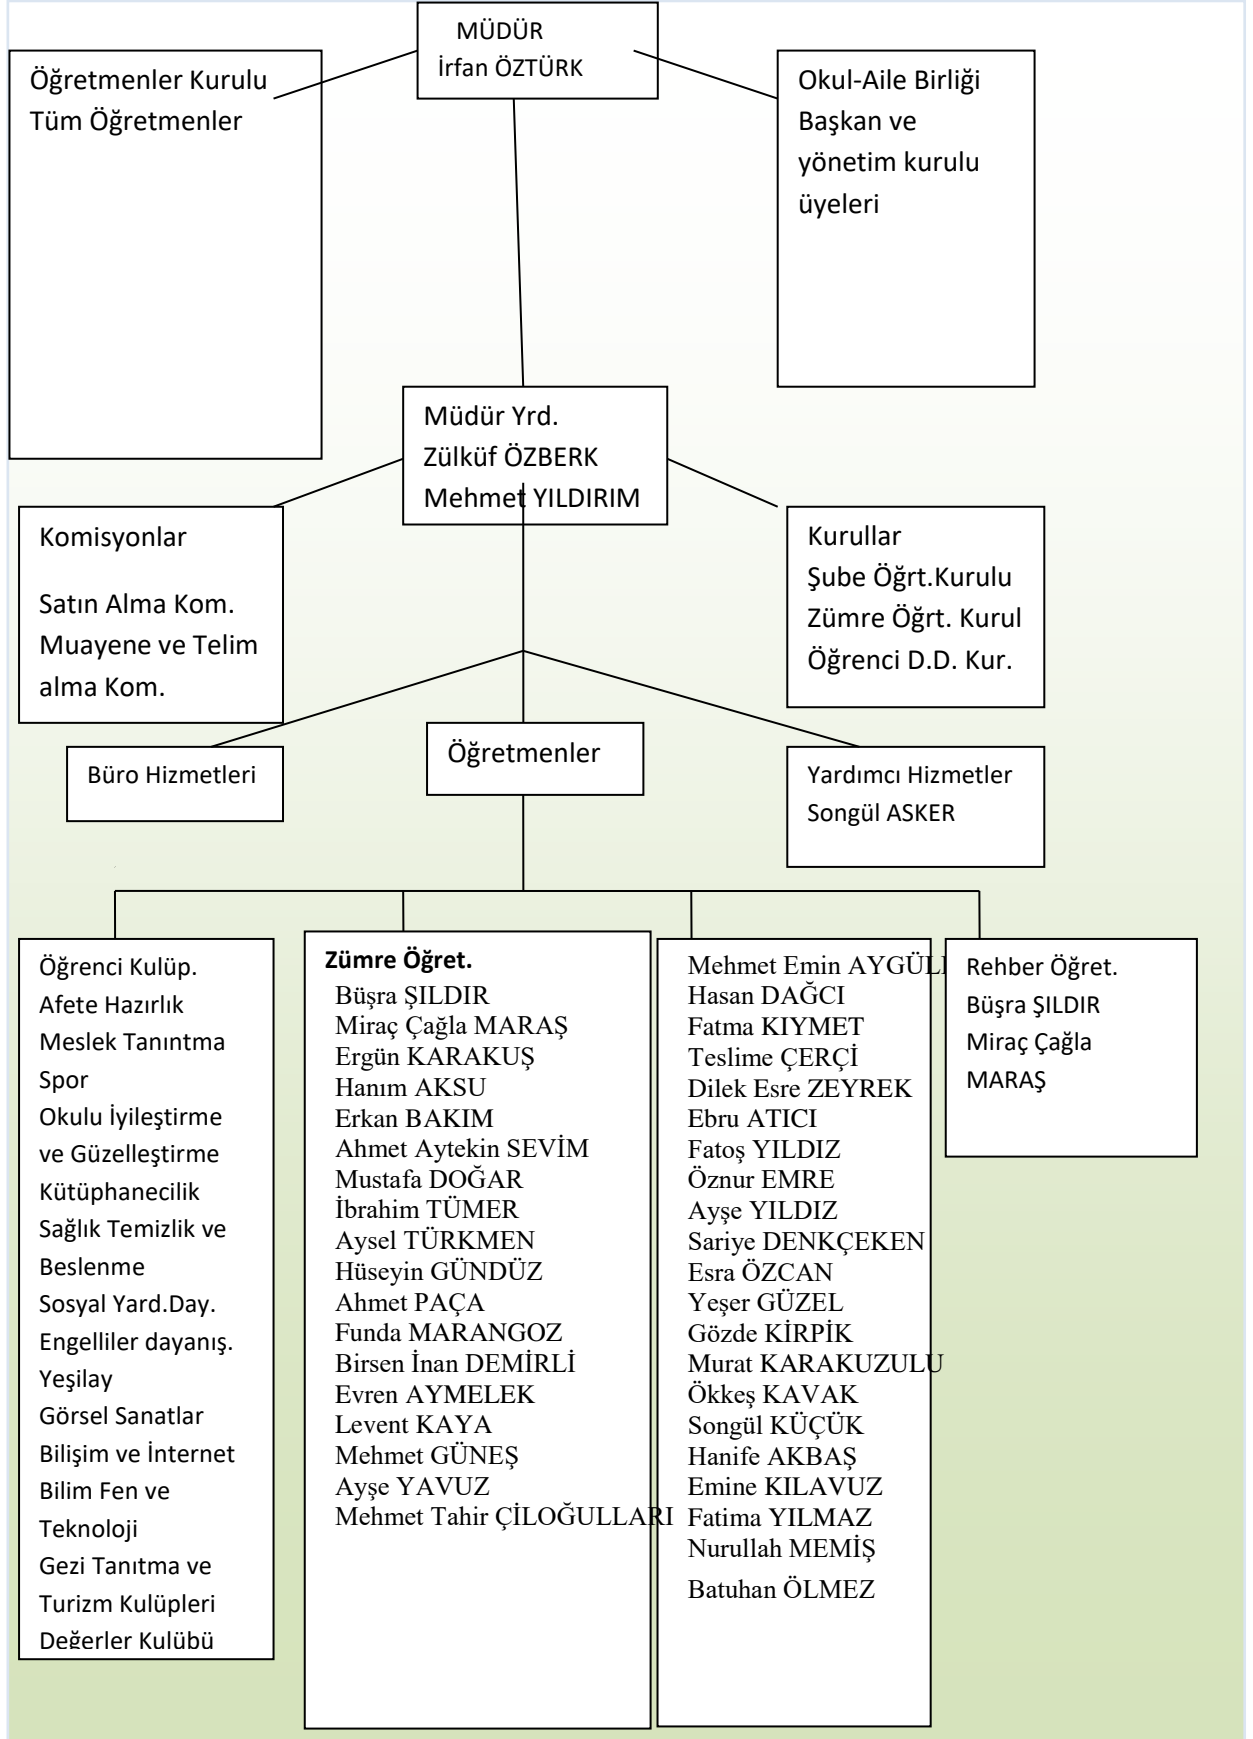 MÜDÜR
İrfan ÖZTÜRK
Öğretmenler Kurulu
Tüm Öğretmenler
Okul-Aile Birliği
Başkan ve
yönetim kurulu
üyeleri
Müdür Yrd.
Zülküf ÖZBERK
Mehmet YILDIRIM
Komisyonlar
Satın Alma Kom.
Muayene ve Telim
alma Kom.
Kurullar
Şube Öğrt.Kurulu
Zümre Öğrt. Kurul
Öğrenci D.D. Kur.
Büro Hizmetleri
Öğretmenler
Yardımcı Hizmetler
Songül ASKER
Öğrenci Kulüp.
Afete Hazırlık
Meslek Tanıntma
Spor
Okulu İyileştirme
ve Güzelleştirme
Kütüphanecilik
Sağlık Temizlik ve
Beslenme
Sosyal Yard.Day.
Engelliler dayanış.
Yeşilay
Görsel Sanatlar
Bilişim ve İnternet
Bilim Fen ve
Teknoloji
Gezi Tanıtma ve
Turizm Kulüpleri
Değerler Kulübü
Zümre Öğret.
Büşra ŞILDIR
Miraç Çağla MARAŞ
Ergün KARAKUŞ
Hanım AKSU
Erkan BAKIM
Ahmet Aytekin SEVİM
Mustafa DOĞAR
İbrahim TÜMER
Aysel TÜRKMEN
Hüseyin GÜNDÜZ
Ahmet PAÇA
Funda MARANGOZ
Birsen İnan DEMİRLİ
Evren AYMELEK
Levent KAYA
Mehmet GÜNEŞ
Ayşe YAVUZ
Mehmet Tahir ÇİLOĞULLARI
Mehmet Emin
Hasan DAĞCI
Fatma KIYMET
Teslime ÇERÇİ
Dilek Esre ZEYREK
Ebru ATICI
Fatoş YILDIZ
Öznur EMRE
Ayşe YILDIZ
Sariye DENKÇEKEN
Esra ÖZCAN
Yeşer GÜZEL
Gözde KİRPİK
Murat KARAKUZULU
Ökkeş KAVAK
Songül KÜÇÜK
Hanife AKBAŞ
Emine KILAVUZ
Fatima YILMAZ
Nurullah MEMİŞ
Batuhan ÖLMEZ
Rehber Öğret.
Büşra ŞILDIR
Miraç Çağla
MARAŞ